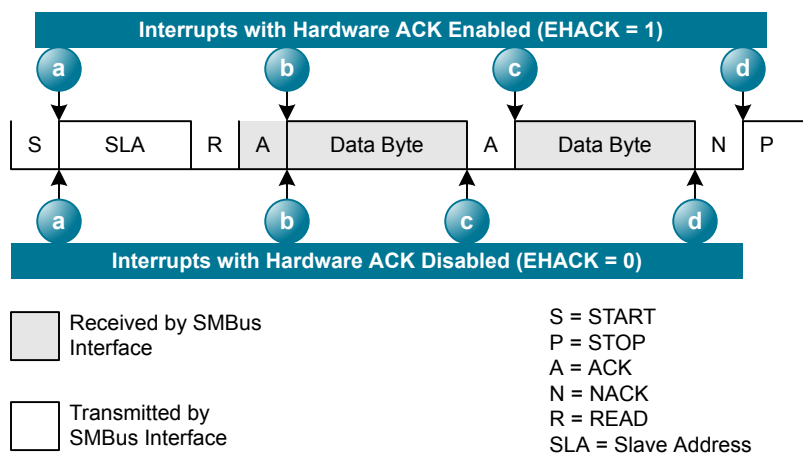 Interrupts with Hardware ACK Enabled (EHACK = 1)
a b c d
S SLA R A Data Byte A Data Byte N P
a b c d
Interrupts with Hardware ACK Disabled (EHACK = 0)
Received by SMBus
Interface
Transmitted by
SMBus Interface
S = START
P = STOP
A = ACK
N = NACK
R = READ
SLA = Slave Address